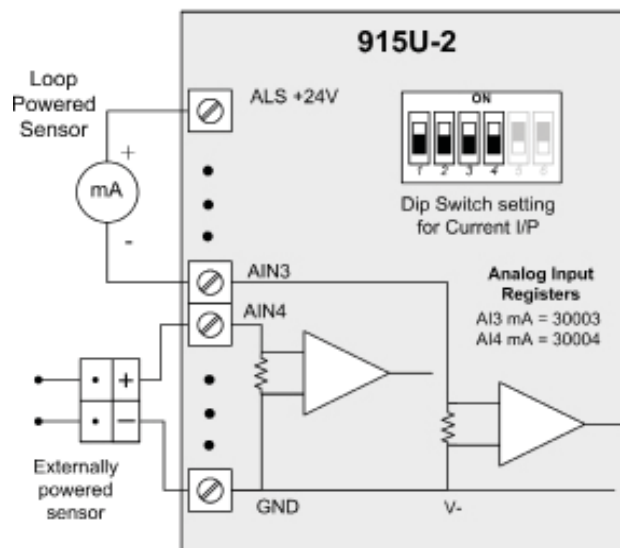 915U-2
Loop
Powered
Sensor
ALS +24V
ON
1 2 3 4 5 6
+
mA
-
Dip Switch setting
for Current I/P
AIN3
Analog Input
Registers
AI3 mA = 30003
AI4 mA = 30004
AIN4
+
−
Externally
powered
sensor
GND
V-